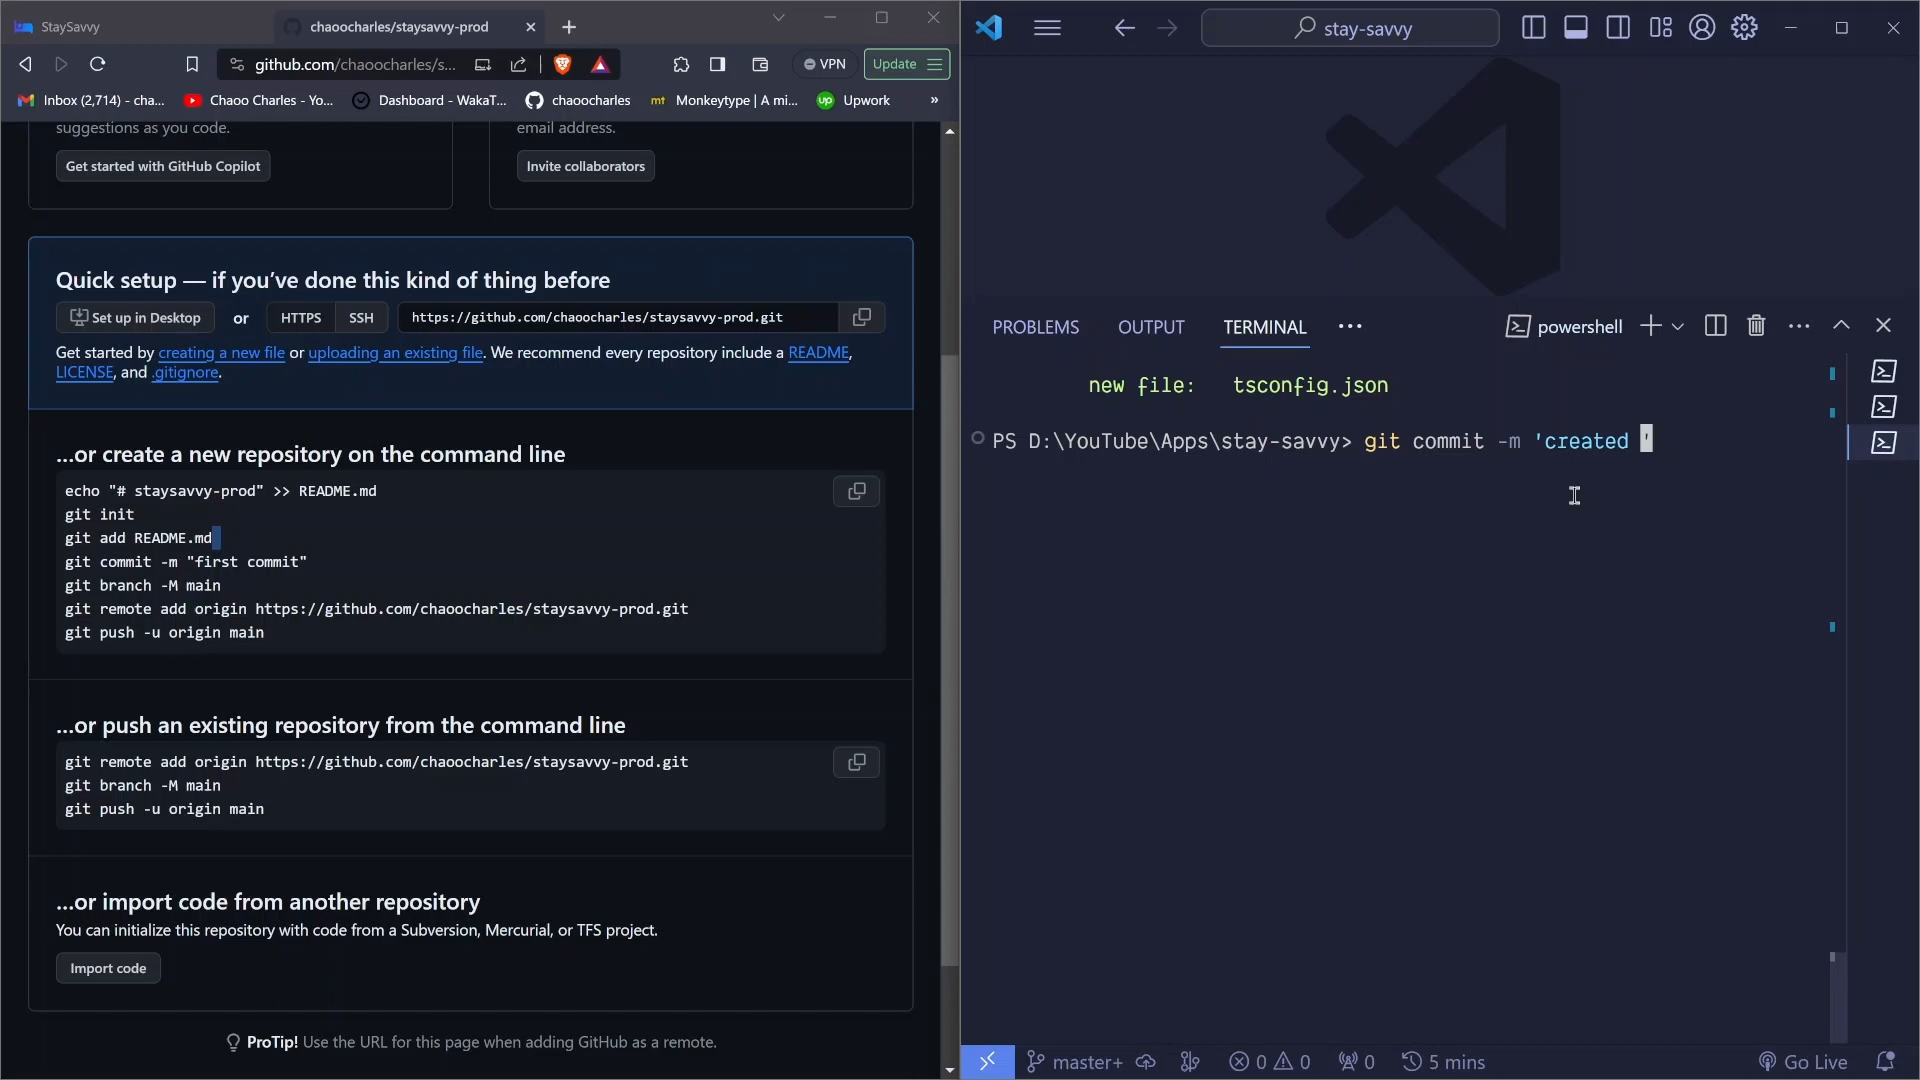 StaySavvy
chaoocharles/staysavvy-prod
github.com/chaoocharles/s...
VPN
Update
Inbox (2,714) - cha...
Chaoo Charles - Yo...
Dashboard - WakaT...
chaoocharles
mt
Monkeytype | A mi...
up
Upwork
»
suggestions as you code.
email address.
Get started with GitHub Copilot
Invite collaborators
Quick setup — if you've done this kind of thing before
Set up in Desktop
or
HTTPS
SSH
https://github.com/chaoocharles/staysavvy-prod.git
Get started by creating a new file or uploading an existing file. We recommend every repository include a README,
LICENSE, and .gitignore.
...or create a new repository on the command line
echo "# staysavvy-prod" >> README.md
git init
git add README.md
git commit -m "first commit"
git branch -M main
git remote add origin https://github.com/chaoocharles/staysavvy-prod.git
git push -u origin main
...or push an existing repository from the command line
git remote add origin https://github.com/chaoocharles/staysavvy-prod.git
git branch -M main
git push -u origin main
...or import code from another repository
You can initialize this repository with code from a Subversion, Mercurial, or TFS project.
Import code
ProTip! Use the URL for this page when adding GitHub as a remote.
stay-savvy
PROBLEMS
OUTPUT
TERMINAL
powershell
new file:   tsconfig.json
PS D:\YouTube\Apps\stay-savvy> git commit -m 'created '
master+
0
0
0
5 mins
Go Live